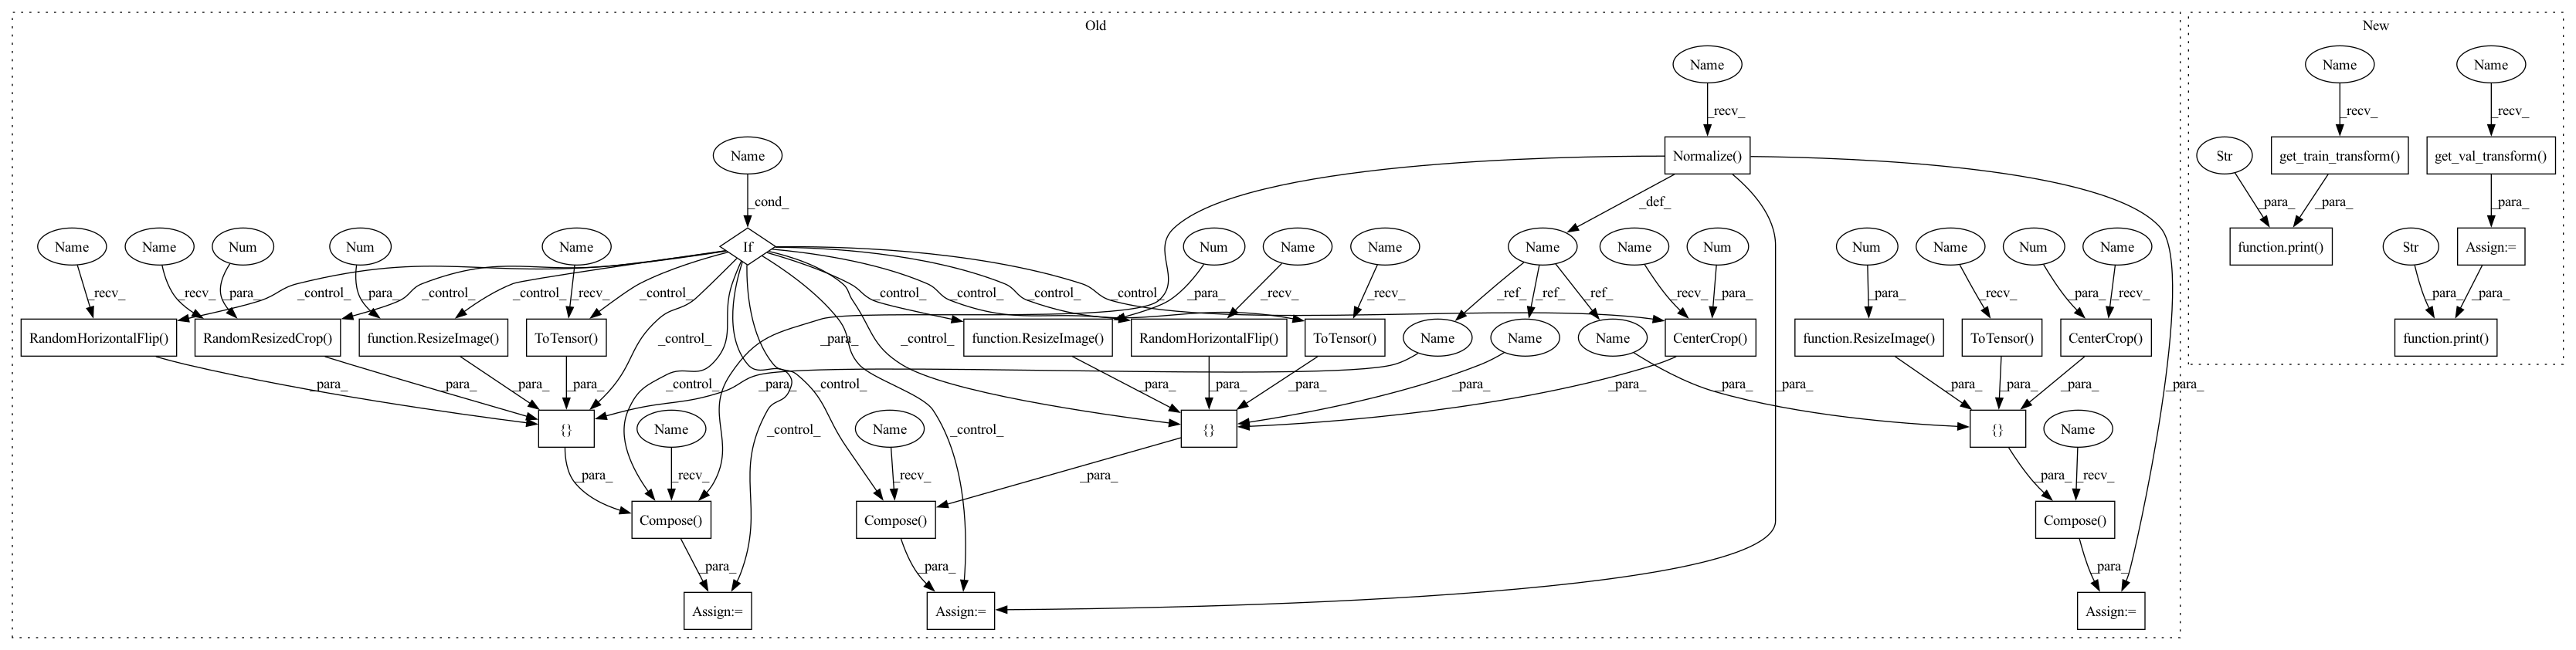 Old
New
Name
Name
Name
Name
_recv_
_recv_
_recv_
Name
Normalize()
Str
get_train_transform()
get_val_transform()
_cond_
_def_
_para_
_para_
_para_
Name
Name
Num
Num
Name
If
Num
Name
Name
Name
Name
Num
Num
Name
Num
Name
function.print()
Str
Assign:=
_recv_
_recv_
_para_
_control_
_control_
_para_
_control_
_recv_
_control_
_control_
_para_
_control_
_recv_
_control_
_recv_
_control_
_ref_
_ref_
_ref_
_recv_
_para_
_para_
_recv_
_para_
_recv_
_para_
_para_
RandomHorizontalFlip()
RandomResizedCrop()
function.ResizeImage()
ToTensor()
function.ResizeImage()
RandomHorizontalFlip()
ToTensor()
Name
Name
Name
CenterCrop()
function.ResizeImage()
ToTensor()
CenterCrop()
function.print()
_control_
_para_
_control_
_para_
_para_
_para_
_para_
_control_
_para_
_control_
_para_
_para_
_para_
_para_
_para_
_para_
_para_
_para_
_para_
_para_
_para_
{}
Name
Name
{}
{}
Name
_control_
_control_
_para_
_recv_
_recv_
_para_
_para_
_recv_
Compose()
Compose()
Compose()
_para_
_para_
_para_
Assign:=
Assign:=
Assign:=